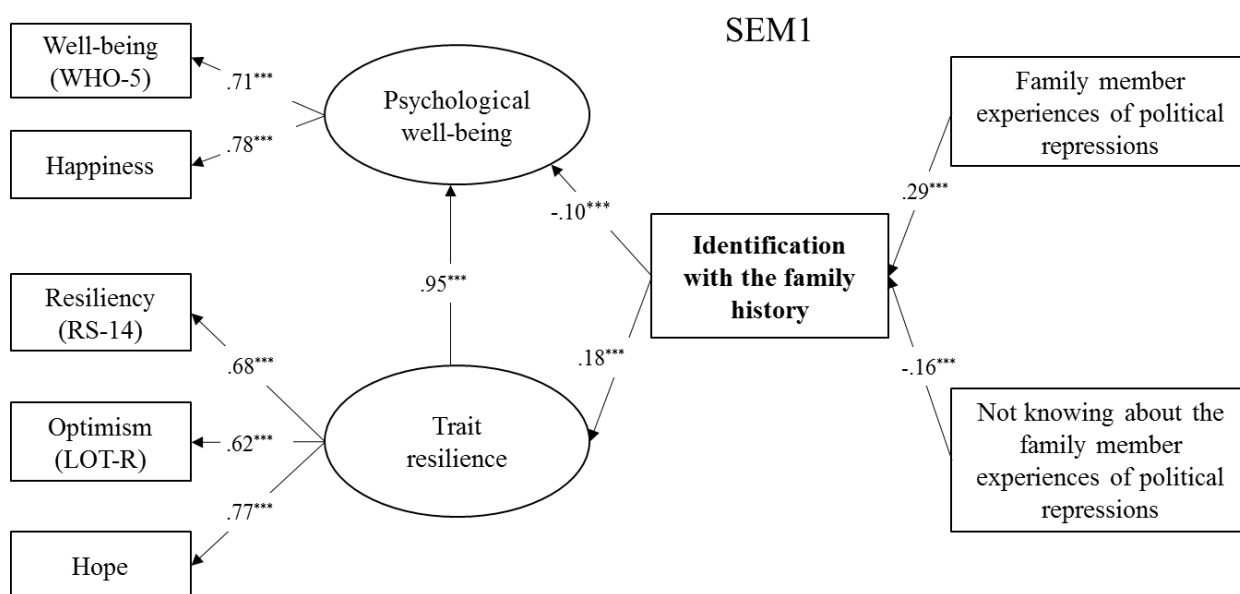 SEM1
Well-being
(WHO-5)
.71***
Happiness
.78***
Psychological
well-being
Family member
experiences of political
repressions
.29***
-.10***
Identification
with the family
history
.95***
Resiliency
(RS-14)
.68***
.18***
-.16***
Optimism
(LOT-R)
.62***
Trait
resilience
Not knowing about the
family member
experiences of political
repressions
.77***
Hope